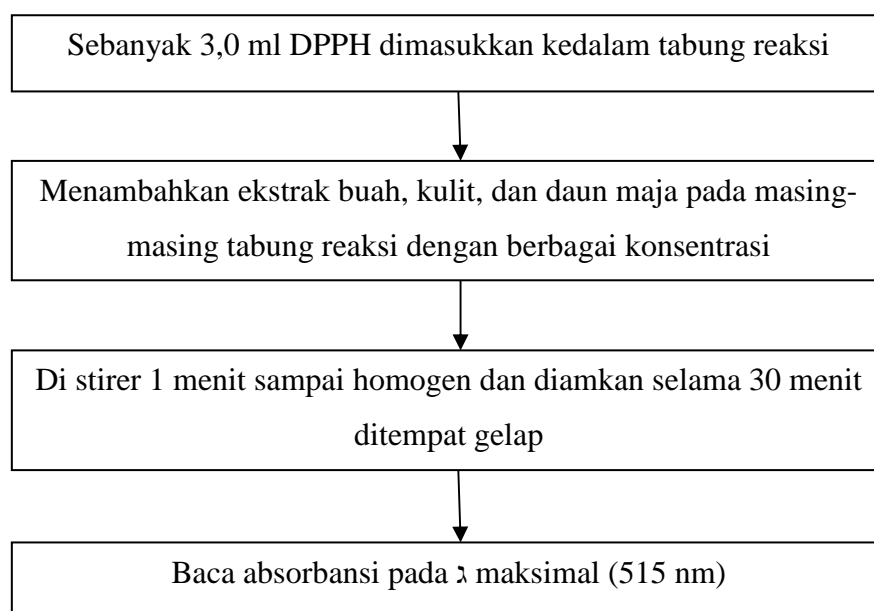 Sebanyak 3,0 ml DPPH dimasukkan kedalam tabung reaksi
Menambahkan ekstrak buah, kulit, dan daun maja pada masing-
masing tabung reaksi dengan berbagai konsentrasi
Di stirer 1 menit sampai homogen dan diamkan selama 30 menit
ditempat gelap
Baca absorbansi pada ג maksimal (515 nm)